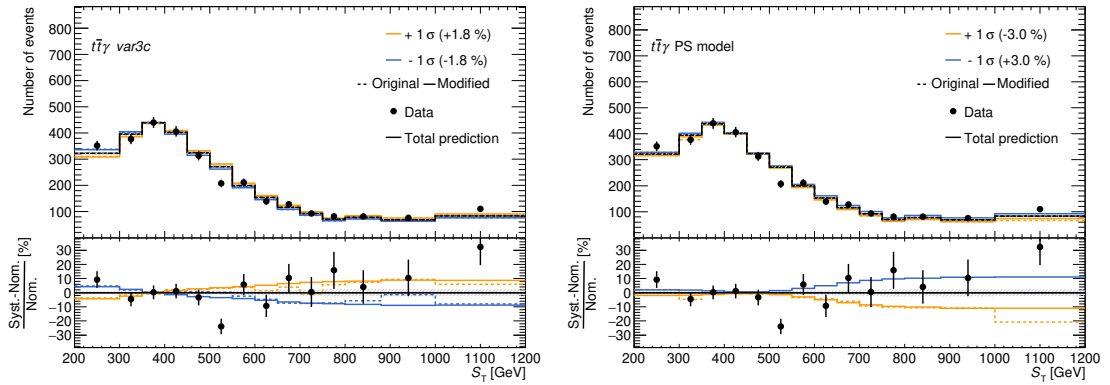 Number of events
800
700
600
500
400
300
200
100
tt̄γ var3c
+ 1 σ (+1.8 %)
- 1 σ (-1.8 %)
Original Modified
Data
Total prediction
Syst.-Nom.
Nom.
[%]
30
20
10
0
−10
−20
−30
200 300 400 500 600 700 800 900 1000 1100 1200
S_T [GeV]
Number of events
800
700
600
500
400
300
200
100
tt̄γ PS model
+ 1 σ (-3.0 %)
- 1 σ (+3.0 %)
Original Modified
Data
Total prediction
Syst.-Nom.
Nom.
[%]
30
20
10
0
−10
−20
−30
200 300 400 500 600 700 800 900 1000 1100 1200
S_T [GeV]